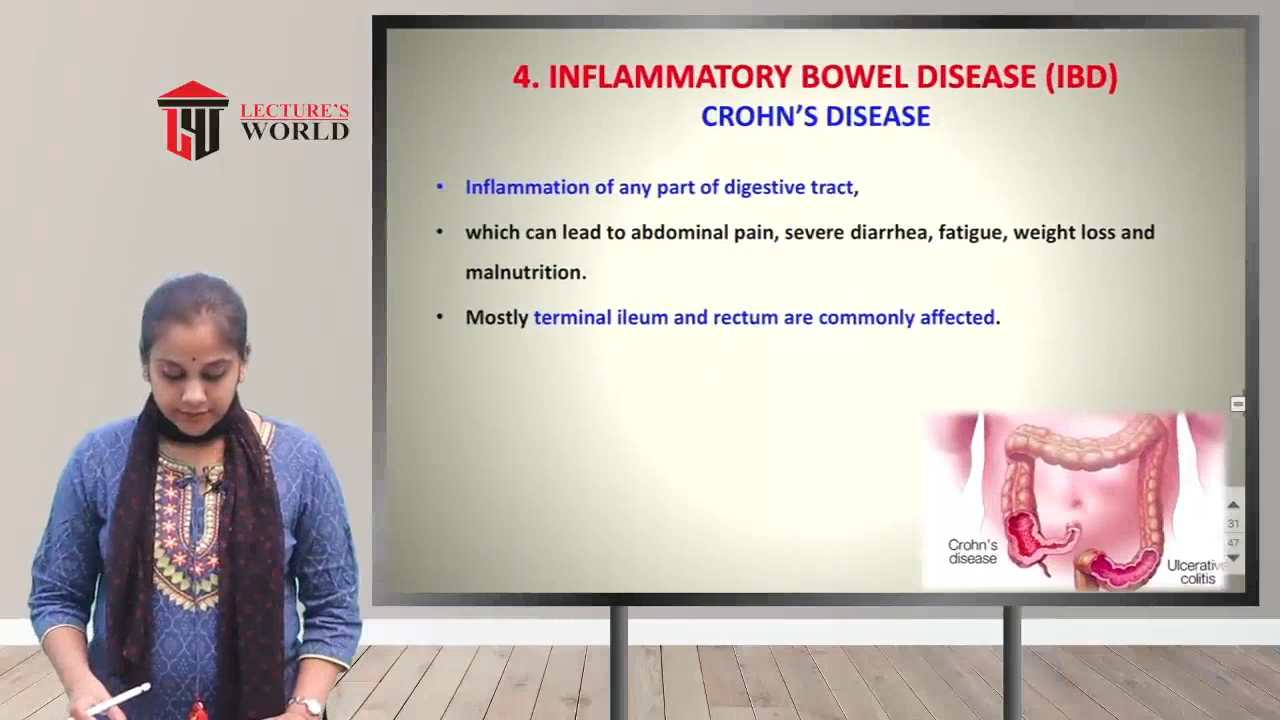 LECTURE'S
WORLD
4. INFLAMMATORY BOWEL DISEASE (IBD)
CROHN'S DISEASE
• Inflammation of any part of digestive tract,
• which can lead to abdominal pain, severe diarrhea, fatigue, weight loss and
malnutrition.
• Mostly terminal ileum and rectum are commonly affected.
Crohn's
disease
Ulcerative
colitis
31
47